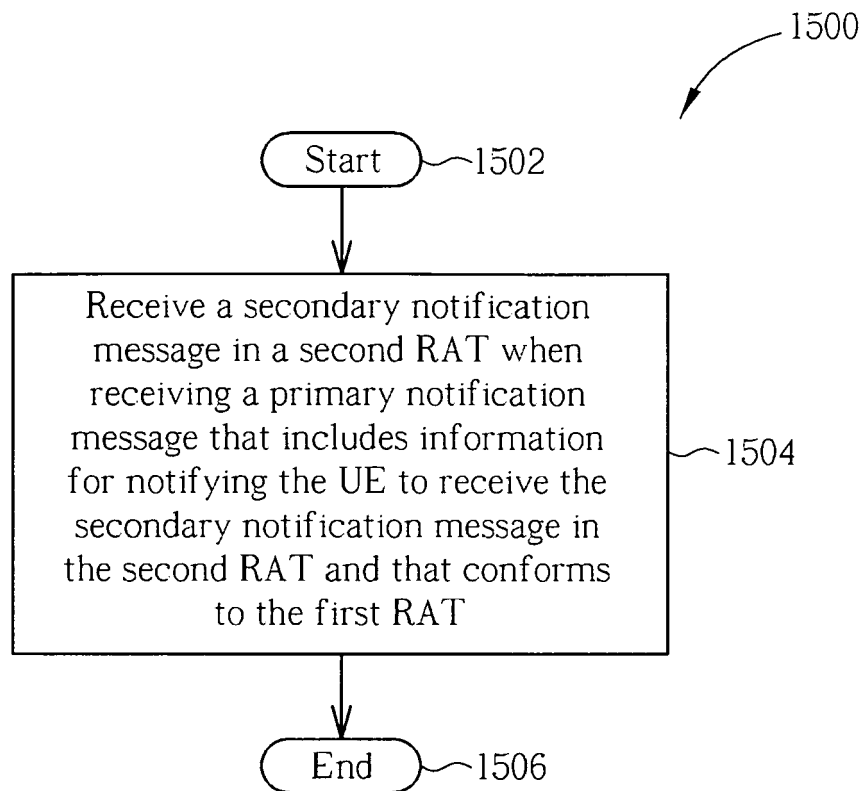 1500
Start
1502
Receive a secondary notification
message in a second RAT when
receiving a primary notification
message that includes information
for notifying the UE to receive the
secondary notification message in
the second RAT and that conforms
to the first RAT
1504
End
1506